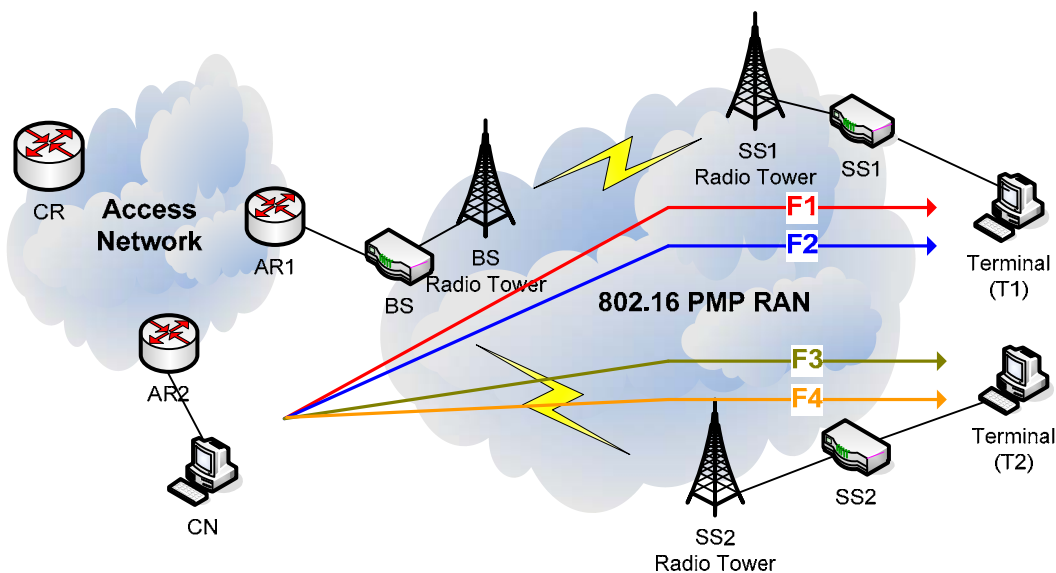 SS1
Radio Tower
SS1
CR
Access
Network
AR1
BS
BS
Radio Tower
F1
F2
Terminal
(T1)
802.16 PMP RAN
AR2
F3
F4
Terminal
(T2)
CN
SS2
SS2
Radio Tower